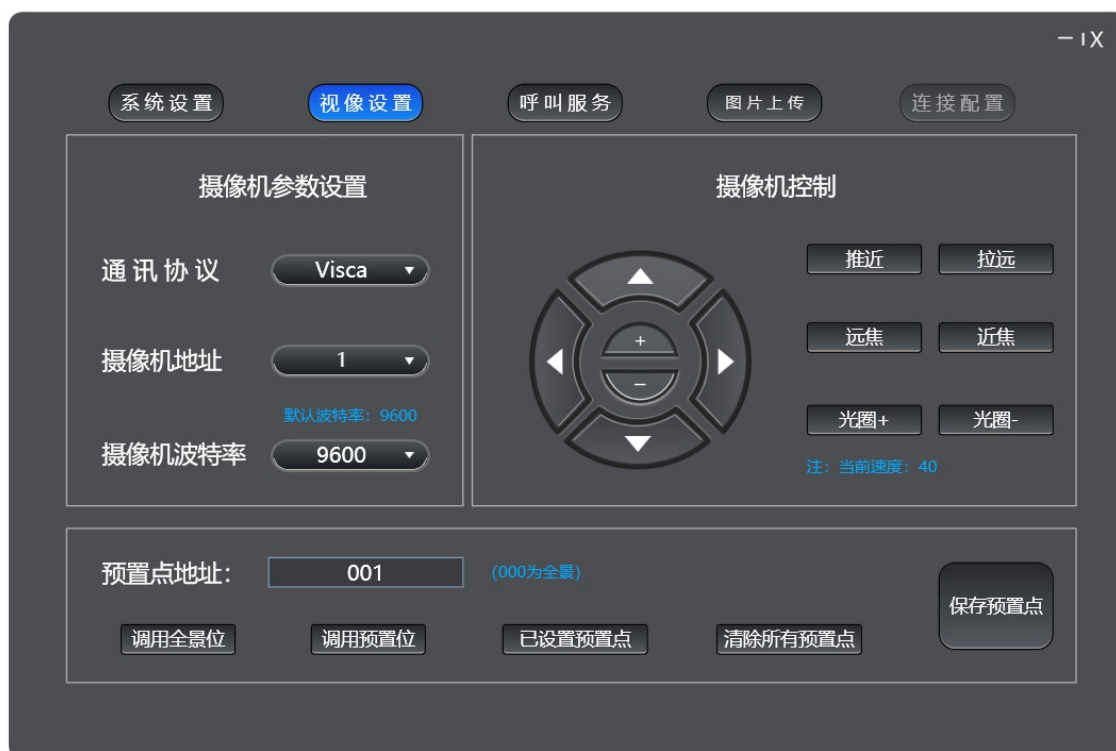 系统设置 视像设置 呼叫服务 图片上传 连接配置
摄像机参数设置
通讯协议 Visca
摄像机地址 1
默认波特率：9600
摄像机波特率 9600
摄像机控制
+
-
推近 拉远
远焦 近焦
光圈+ 光圈-
注：当前速度：40
预置点地址： 001 (000为全景)
调用全景位 调用预置位 已设置预置点 清除所有预置点
保存预置点